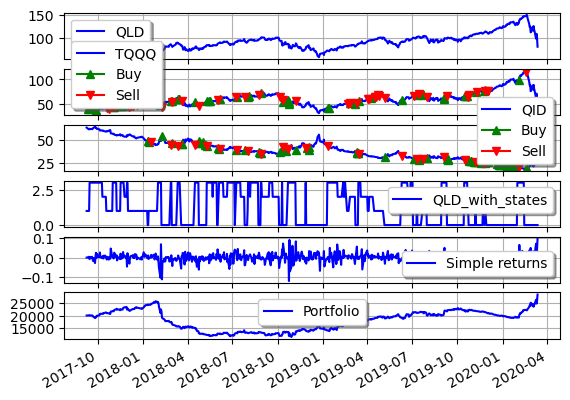 150
100
QLD
TQQQ
Buy
Sell
100
50
QID
Buy
Sell
50
25
2.5
0.0
QLD_with_states
0.1
0.0
−0.1
Simple returns
25000
20000
15000
Portfolio
2017-10
2018-01
2018-04
2018-07
2018-10
2019-01
2019-04
2019-07
2019-10
2020-01
2020-04